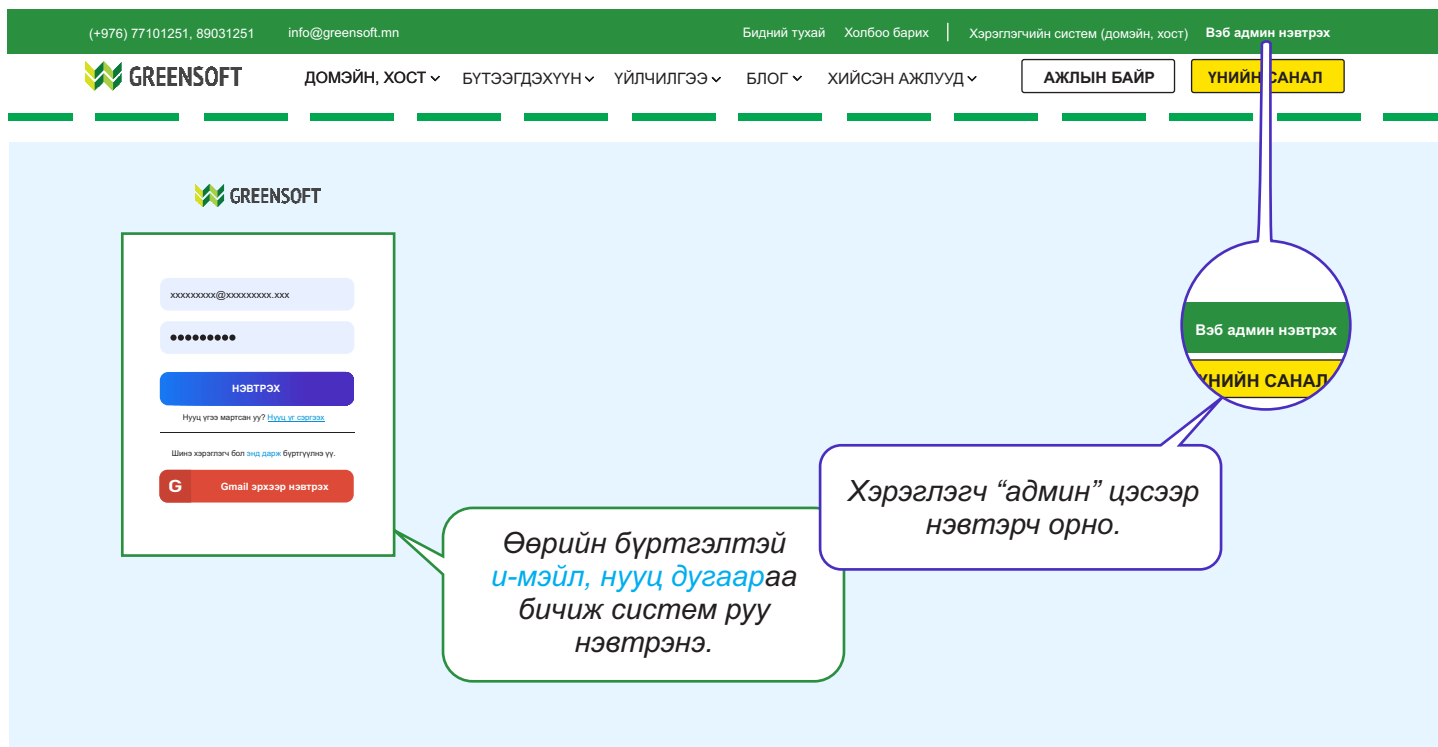 (+976) 77101251, 89031251 info@greensoft.mn Бидний тухай Холбоо барих Хэрэглэгчийн систем (домэйн, хост) Вэб админ нэвтрэх
GREENSOFT ДОМЭЙН, ХОСТ БҮТЭЭГДЭХҮҮН ҮЙЛЧИЛГЭЭ БЛОГ ХИЙСЭН АЖЛУУД АЖЛЫН БАЙР ҮНИЙН САНАЛ
GREENSOFT
xxxxxxxxx@xxxxxxxxx.xxx
НЭВТРЭХ
Нууц үгээ мартсан уу? Нууц үг сэргээх
Шинэ хэрэглэгч бол энд дарж бүртгүүлнэ үү.
G Gmail эрхээр нэвтрэх
Вэб админ нэвтрэх
ҮНИЙН САНАЛ
Хэрэглэгч “админ” цэсээр
нэвтэрч орно.
Өөрийн бүртгэлтэй
и-мэйл, нууц дугаараа
бичиж систем руу
нэвтрэнэ.